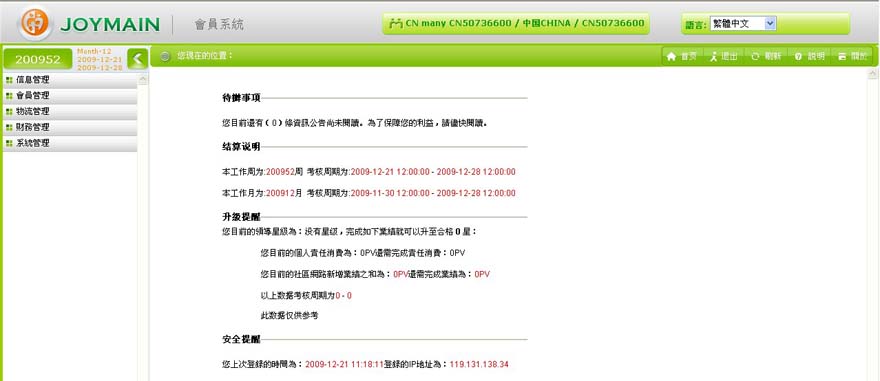 JOYMAIN 會員系統 CN many CN50736600 / 中国CHINA / CN50736600 語言: 繁體中文
200952 Month-12
2009-12-21
2009-12-28
您現在的位置： 首页 退出 刷新 説明 關於
信息管理
會員管理
物流管理
財務管理
系統管理
待辦事項
您目前還有 ( 0 ) 條資訊公告尚未閱讀。為了保障您的利益，請儘快閱讀。
结算说明
本工作周为:200952周 考核周期为:2009-12-21 12:00:00 - 2009-12-28 12:00:00
本工作月为:200912月 考核周期为:2009-11-30 12:00:00 - 2009-12-28 12:00:00
升級提醒
您目前的領導星級為：没有星级，完成如下業績就可以升至合格 0 星：
您目前的個人責任消費為：0PV還需完成責任消費：0PV
您目前的社區網路新增業績之和為：0PV還需完成業績為：0PV
以上数据考核周期为0 - 0
此数据仅供参考
安全提醒
您上次登錄的時間為：2009-12-21 11:18:11登錄的IP地址為：119.131.138.34